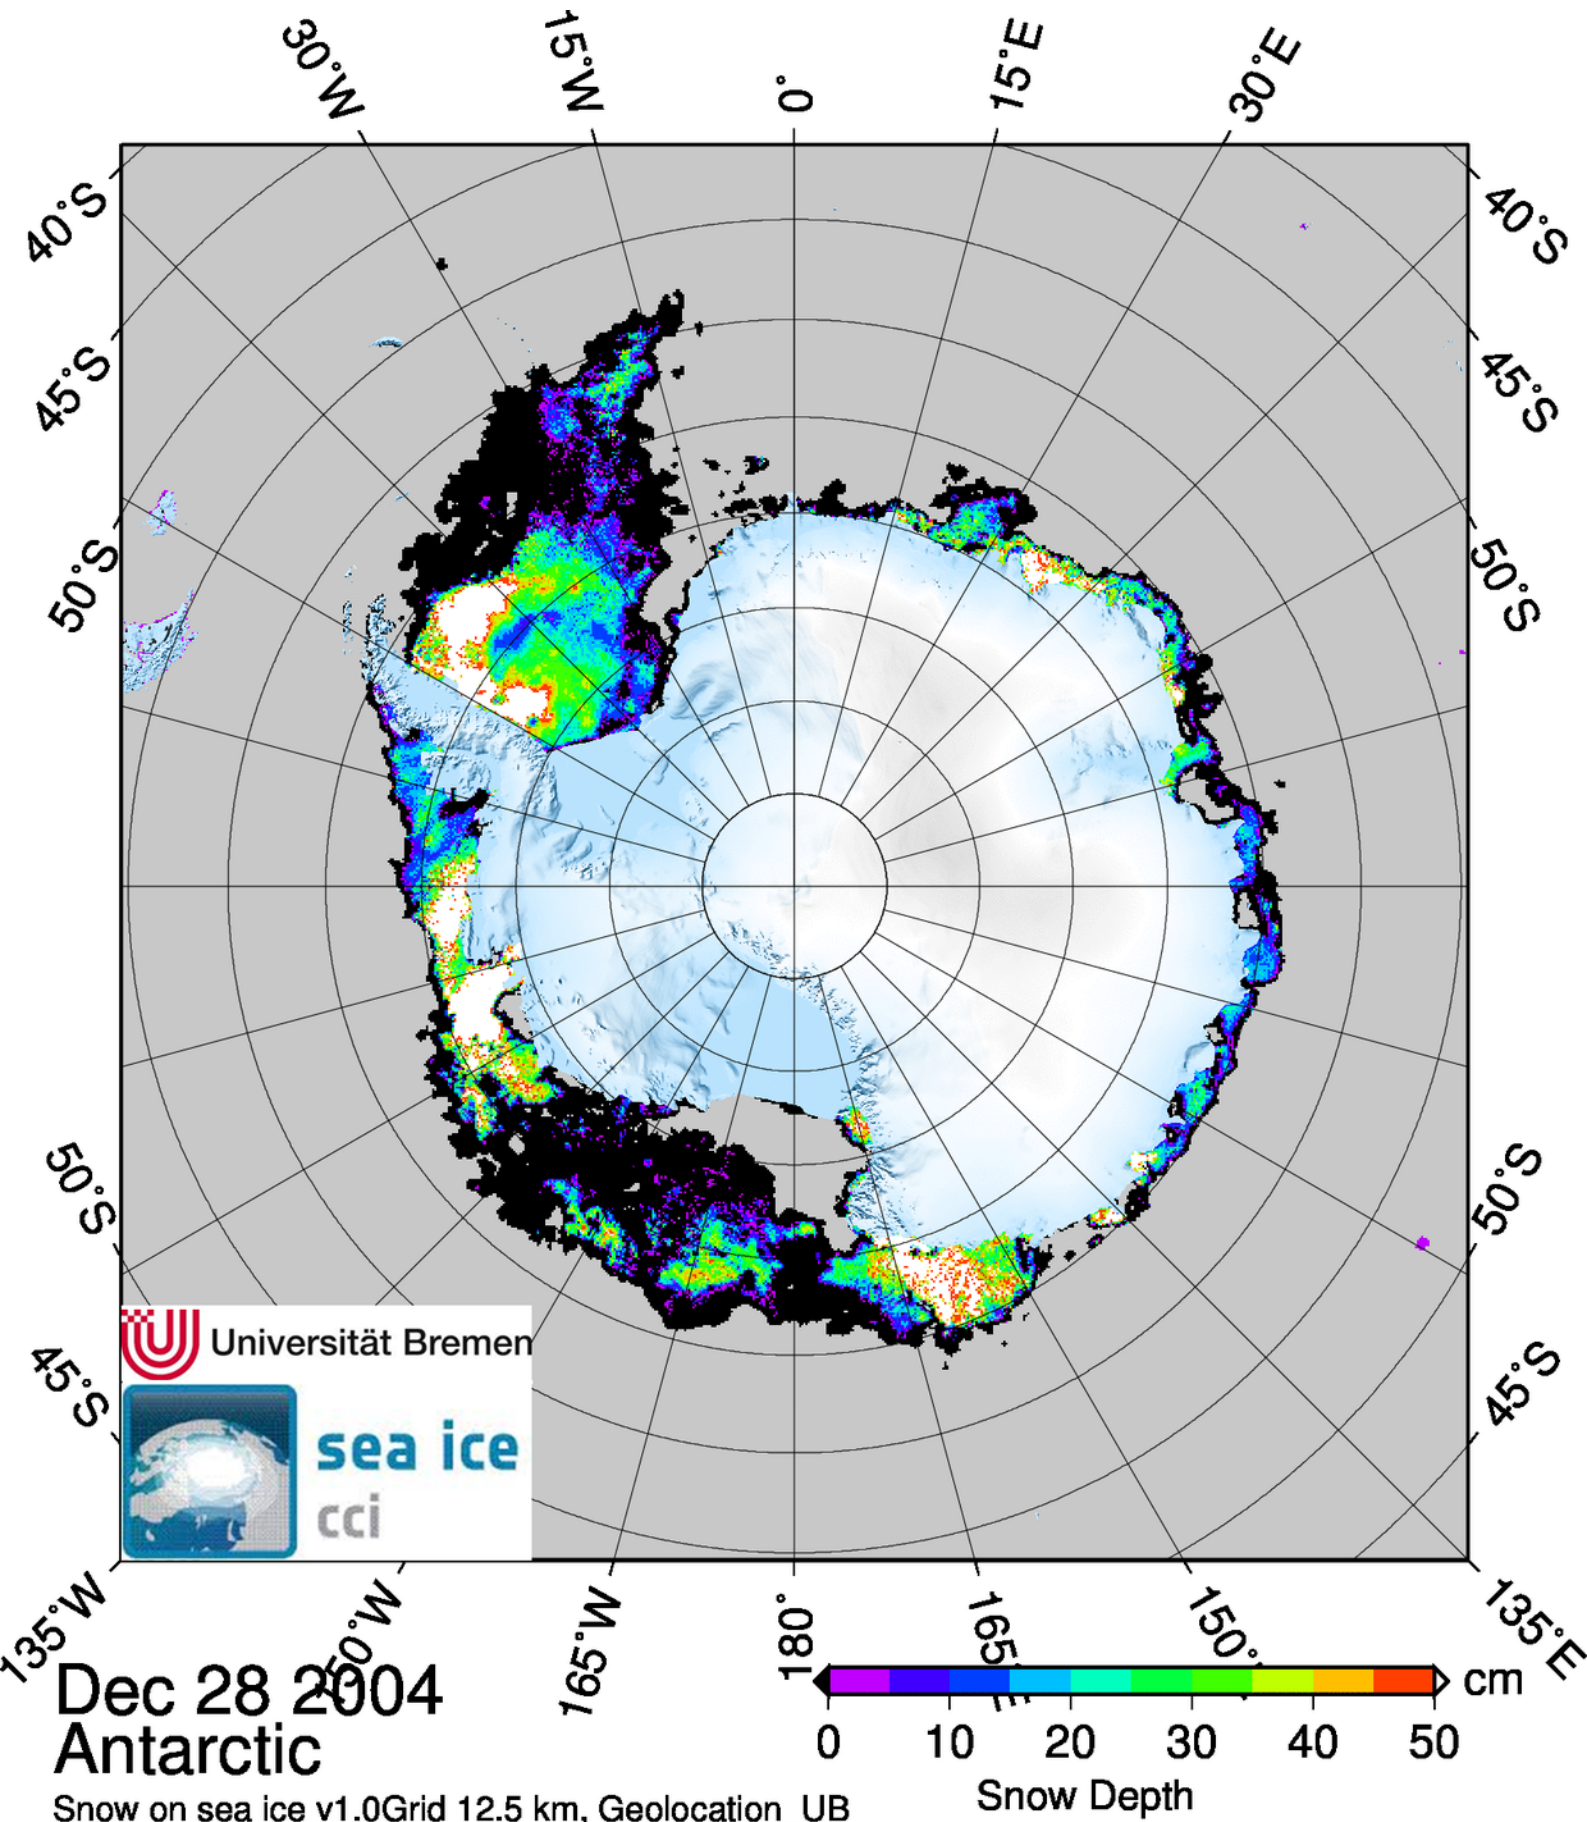 30°W
15°W
0°
15°E
30°E
40°S
40°S
45°S
45°S
50°S
50°S
50°S
50°S
45°S
45°S
Universität Bremen
sea ice
cci
135°W
165°W
180°
135°E
Dec 28 2004
Antarctic
cm
0 10 20 30 40 50
Snow Depth
Snow on sea ice v1.0Grid 12.5 km, Geolocation UB